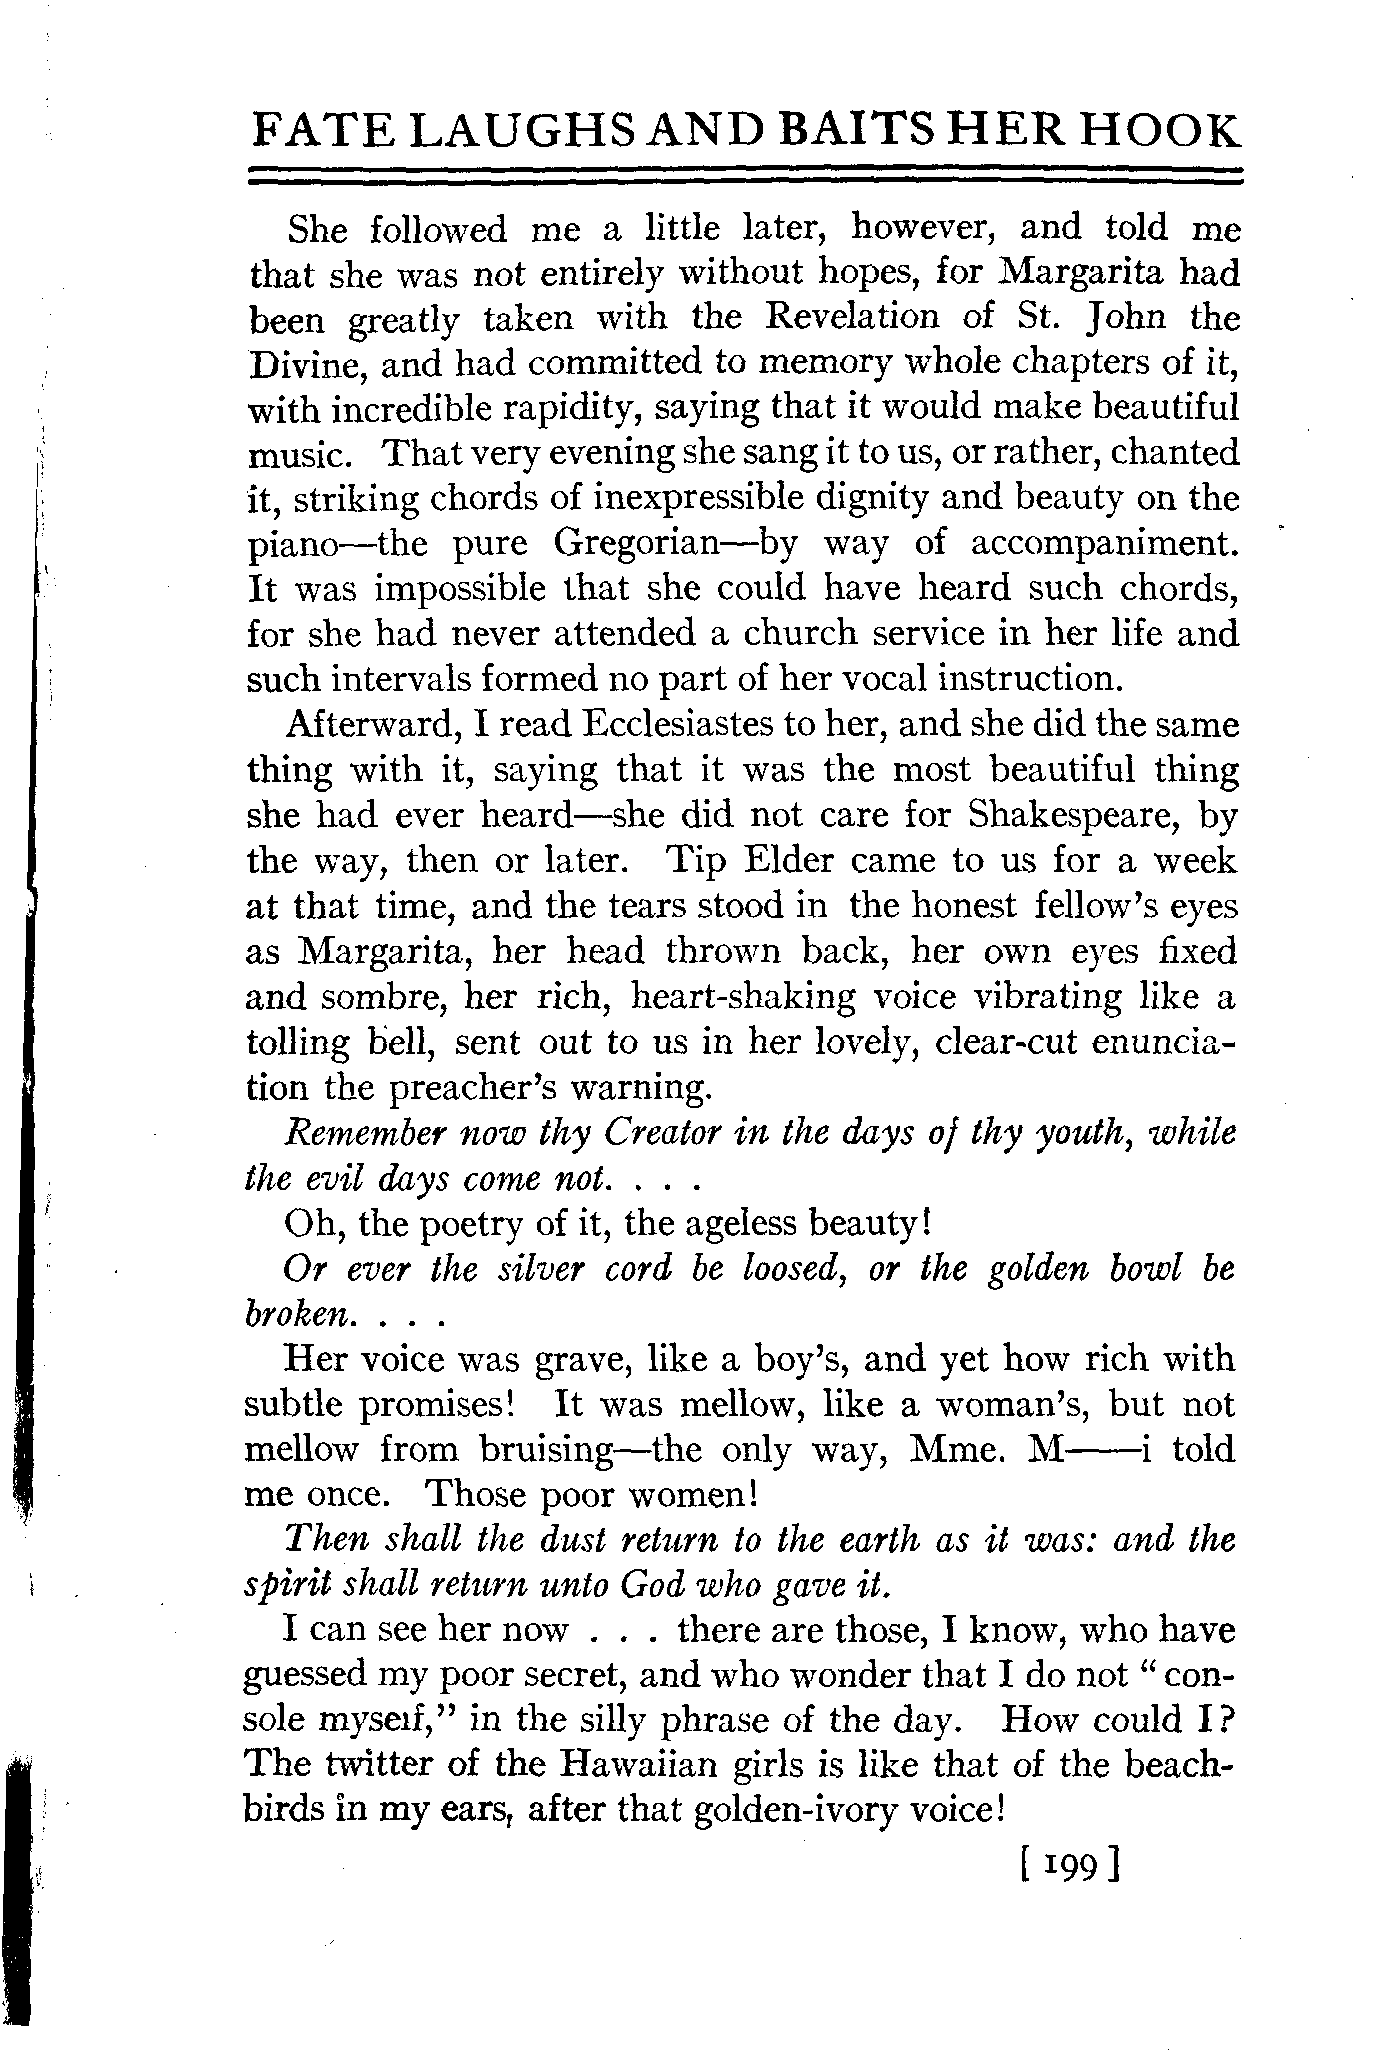 FATE LAUGHS AND BAITS HER HOOK
She followed me a little later, however, and told me
that she was not entirely without hopes, for Margarita had
been greatly taken with the Revelation of St. John the
Divine, and had committed to memory whole chapters of it,
with incredible rapidity, saying that it would make beautiful
music. That very evening she sang it to us, or rather, chanted
it, striking chords of inexpressible dignity and beauty on the
piano—the pure Gregorian—by way of accompaniment.
It was impossible that she could have heard such chords,
for she had never attended a church service in her life and
such intervals formed no part of her vocal instruction.
Afterward, I read Ecclesiastes to her, and she did the same
thing with it, saying that it was the most beautiful thing
she had ever heard—she did not care for Shakespeare, by
the way, then or later. Tip Elder came to us for a week
at that time, and the tears stood in the honest fellow's eyes
as Margarita, her head thrown back, her own eyes fixed
and sombre, her rich, heart-shaking voice vibrating like a
tolling bell, sent out to us in her lovely, clear-cut enuncia-
tion the preacher's warning.
Remember now thy Creator in the days of thy youth, while
the evil days come not. . . .
Oh, the poetry of it, the ageless beauty!
Or ever the silver cord be loosed, or the golden bowl be
broken. . . .
Her voice was grave, like a boy's, and yet how rich with
subtle promises! It was mellow, like a woman's, but not
mellow from bruising—the only way, Mme. M——i told
me once. Those poor women!
Then shall the dust return to the earth as it was: and the
spirit shall return unto God who gave it.
I can see her now . . . there are those, I know, who have
guessed my poor secret, and who wonder that I do not "con-
sole myself," in the silly phrase of the day. How could I?
The twitter of the Hawaiian girls is like that of the beach-
birds in my ears, after that golden-ivory voice!
[ 199 ]